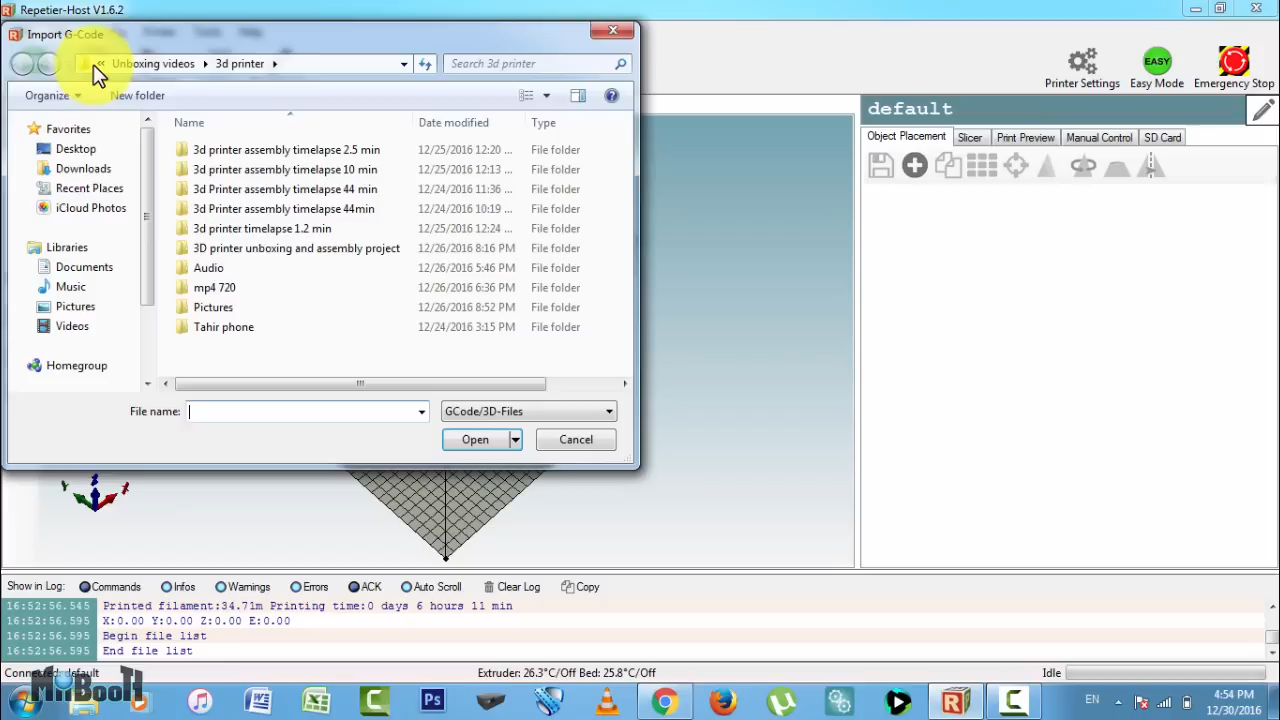 Repetier-Host V1.6.2
Import G-Code
« Unboxing videos 3d printer
Search 3d printer
Organize New folder
Printer Settings EASY Easy Mode Emergency Stop
Name Date modified Type
Favorites
Desktop
Downloads
Recent Places
iCloud Photos
Libraries
Documents
Music
Pictures
Videos
Homegroup
3d printer assembly timelapse 2.5 min 12/25/2016 12:20 ... File folder
3d printer assembly timelapse 10 min 12/25/2016 12:13 ... File folder
3d Printer assembly timelapse 44 min 12/24/2016 11:36 ... File folder
3d Printer assembly timelapse 44min 12/24/2016 10:19 ... File folder
3d printer timelapse 1.2 min 12/25/2016 12:24 ... File folder
3D printer unboxing and assembly project 12/26/2016 8:16 PM File folder
Audio 12/26/2016 5:46 PM File folder
mp4 720 12/26/2016 6:36 PM File folder
Pictures 12/26/2016 8:52 PM File folder
Tahir phone 12/24/2016 3:15 PM File folder
File name: GCode/3D-Files
Open Cancel
default
Object Placement Slicer Print Preview Manual Control SD Card
Show in Log: Commands Infos Warnings Errors ACK Auto Scroll Clear Log Copy
16:52:56.545 Printed filament:34.71m Printing time:0 days 6 hours 11 min
16:52:56.595 X:0.00 Y:0.00 Z:0.00 E:0.00
16:52:56.595 Begin file list
16:52:56.595 End file list
Connected: default Extruder: 26.3°C/Off Bed: 25.8°C/Off Idle
EN 4:54 PM
12/30/2016